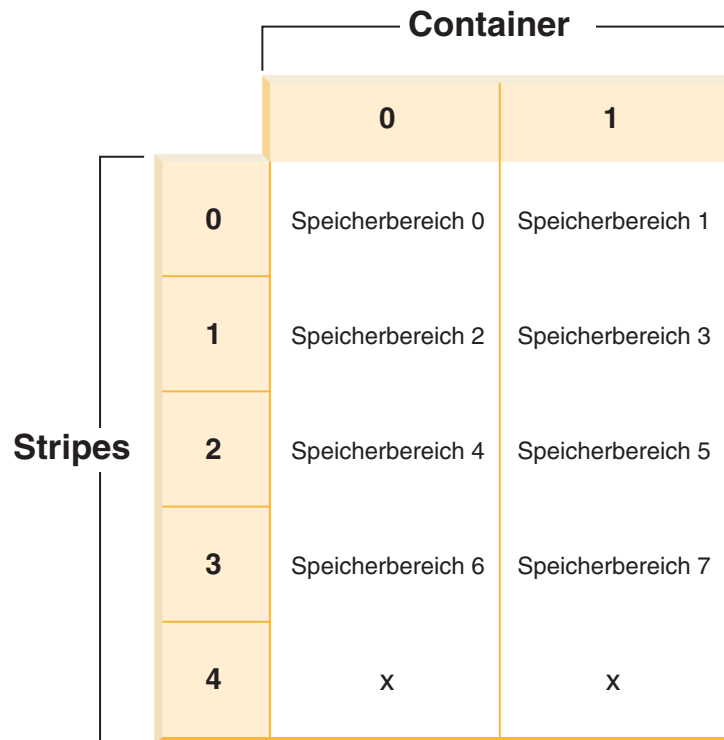 Container
0 1
0 Speicherbereich 0 Speicherbereich 1
1 Speicherbereich 2 Speicherbereich 3
Stripes 2 Speicherbereich 4 Speicherbereich 5
3 Speicherbereich 6 Speicherbereich 7
4 x x